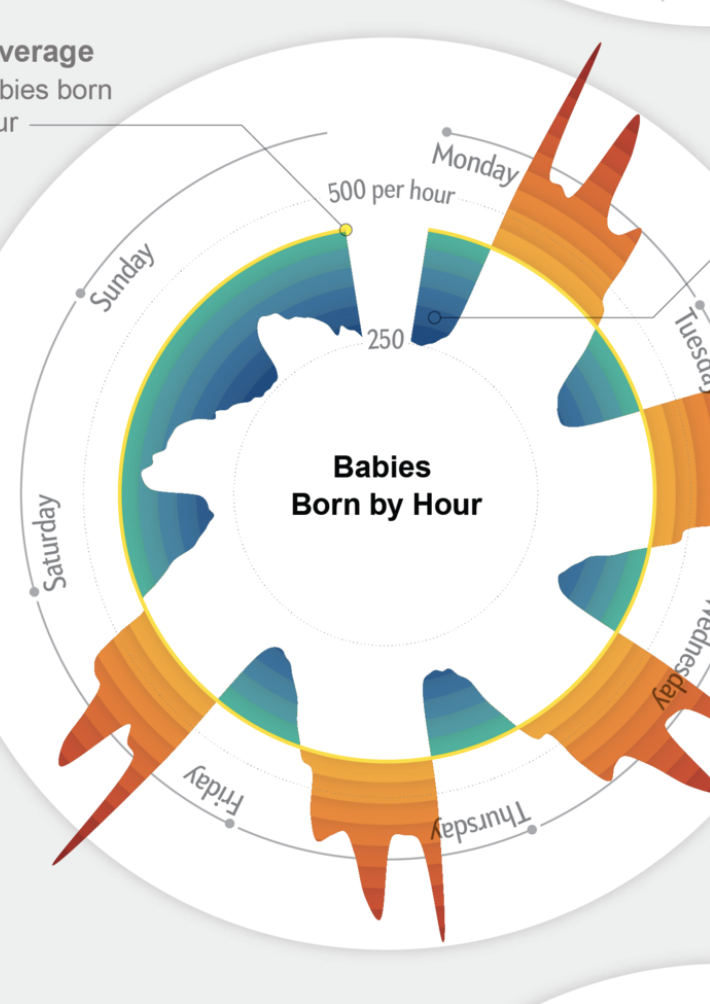 verage
bies born
ur
Monday
500 per hour
Sunday
250
Tuesday
Babies
Born by Hour
Saturday
Wednesday
Friday
Thursday